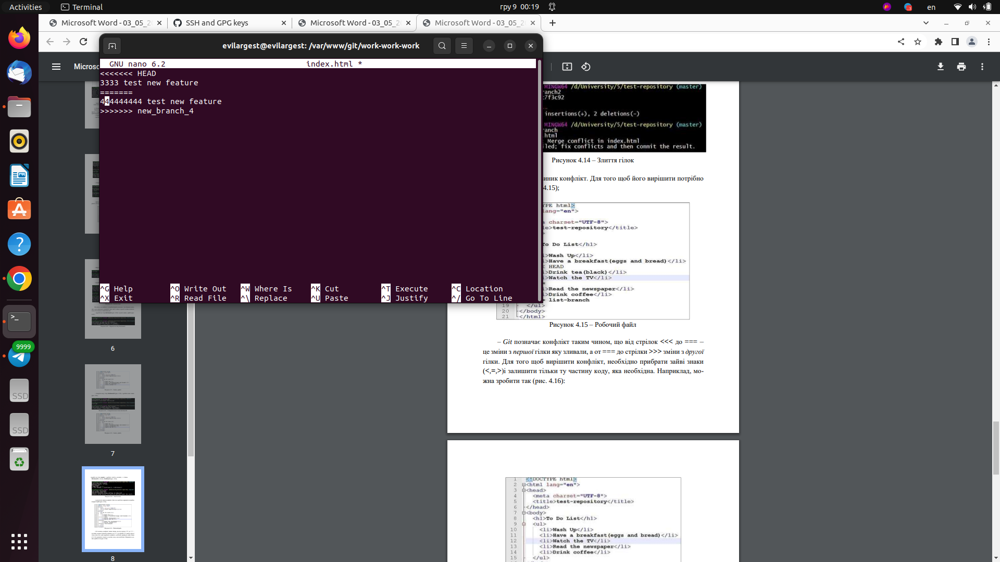 Activities
Terminal
гру 9 00:19
en
Microsoft Word - 03_05_2
SSH and GPG keys
Microsoft Word - 03_05_2
Microsoft Word - 03_05_2
evilargest@evilargest: /var/www/git/work-work-work
Microso
GNU nano 6.2
index.html *
<<<<<<< HEAD
3333 test new feature
=======
444444444 test new feature
>>>>>>> new_branch_4
^G Help
^O Write Out
^W Where Is
^K Cut
^T Execute
^C Location
^X Exit
^R Read File
^\ Replace
^U Paste
^J Justify
^/ Go To Line
MINGW64 /d/University/5/test-repository (master)
ranch2
c7f3c92
insertions(+), 2 deletions(-)
MINGW64 /d/University/5/test-repository (master)
ranch
html
Merge conflict in index.html
iled; fix conflicts and then commit the result.
Рисунок 4.14 – Злиття гілок
иник конфлікт. Для того щоб його вирішити потрібно
4.15);
YPE html>
lang="en">
a charset="UTF-8">
le>test-repository</title>
>
To Do List</h1>
i>Wash Up</li>
i>Have a breakfast(eggs and bread)</li>
< HEAD
i>Drink tea(black)</li>
i>Watch the TV</li>
=
i>Read the newspaper</li>
i>Drink coffee</li>
> list-branch
19 </ul>
20 </body>
21 </html>
Рисунок 4.15 – Робочий файл
– Git позначає конфлікт таким чином, що від стрілок <<< до === –
це зміни з першої гілки яку зливали, а от === до стрілки >>> зміни з другої
гілки. Для того щоб вирішити конфлікт, необхідно прибрати зайві знаки
(<,=,>)і залишити тільки ту частину коду, яка необхідна. Наприклад, мо-
жна зробити так (рис. 4.16):
1 <!DOCTYPE html>
2 <html lang="en">
3 <head>
4 <meta charset="UTF-8">
5 <title>test-repository</title>
6 </head>
7 <body>
8 <h1>To Do List</h1>
9 <ul>
10 <li>Wash Up</li>
11 <li>Have a breakfast(eggs and bread)</li>
12 <li>Watch the TV</li>
13 <li>Read the newspaper</li>
14 <li>Drink coffee</li>
15 </ul>
6
7
8
9999
SSD
SSD